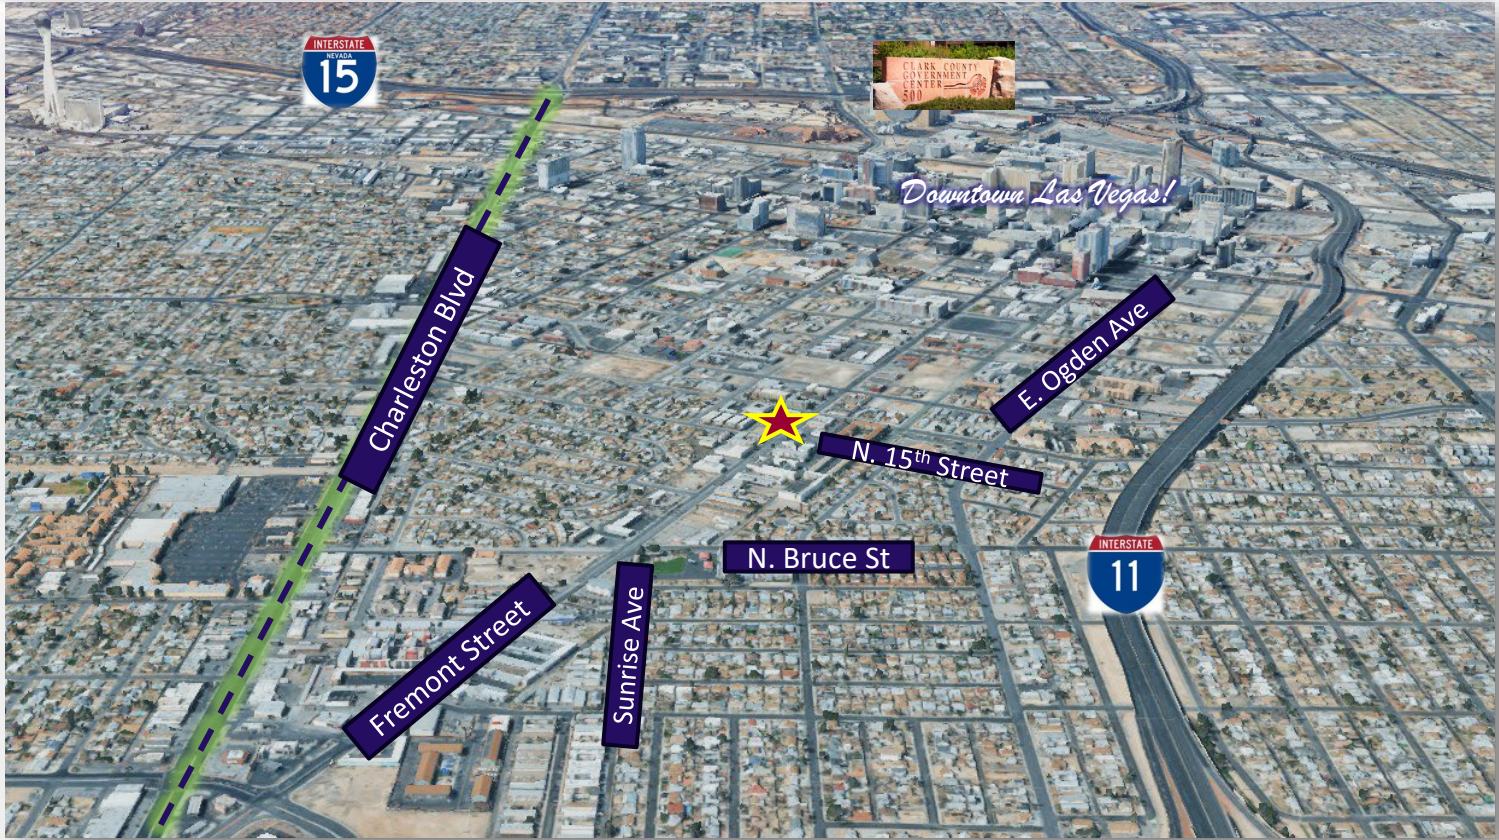 INTERSTATE
NEVADA
15
CLARK COUNTY
GOVERNMENT
CENTER
500
Downtown Las Vegas!
Charleston Blvd
E. Ogden Ave
N. 15th Street
N. Bruce St
INTERSTATE
11
Sunrise Ave
Fremont Street